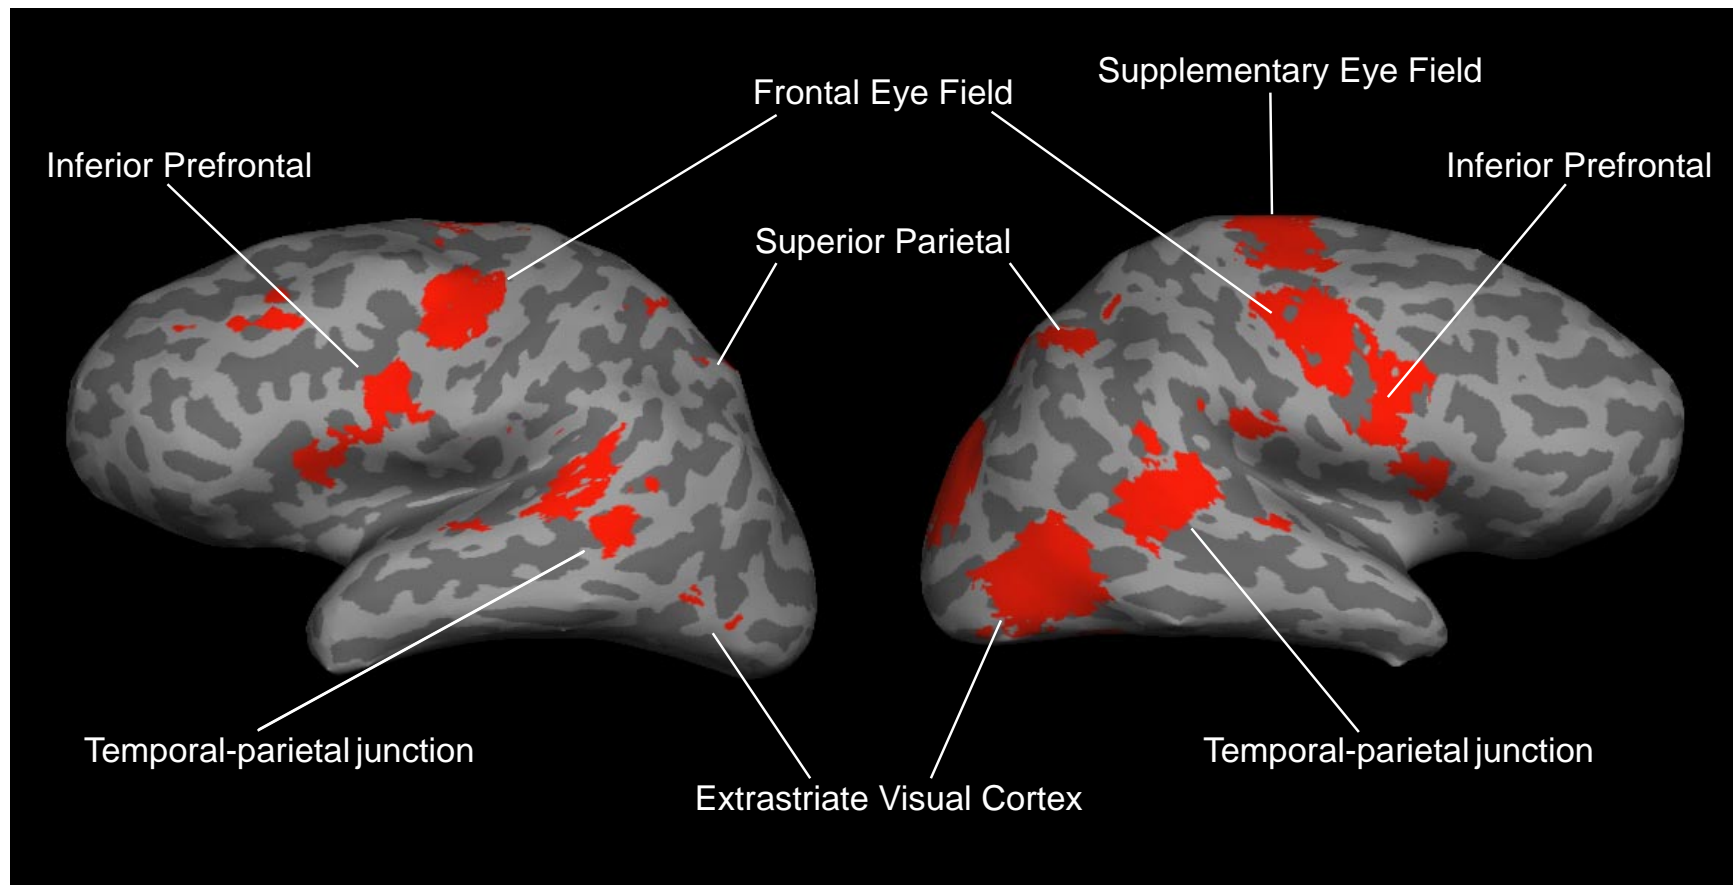 Supplementary Eye Field
Frontal Eye Field
Inferior Prefrontal
Inferior Prefrontal
Superior Parietal
Temporal-parietal junction
Temporal-parietal junction
Extrastriate Visual Cortex